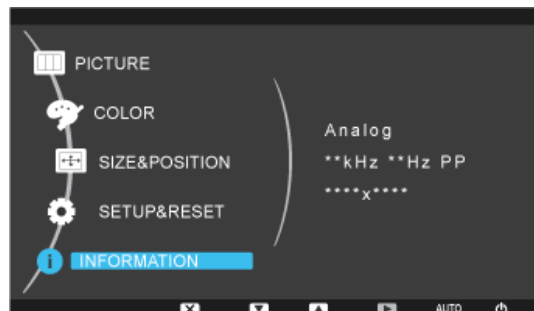 PICTURE
COLOR
SIZE&POSITION
SETUP&RESET
INFORMATION
Analog
**kHz **Hz PP
****x****
AUTO